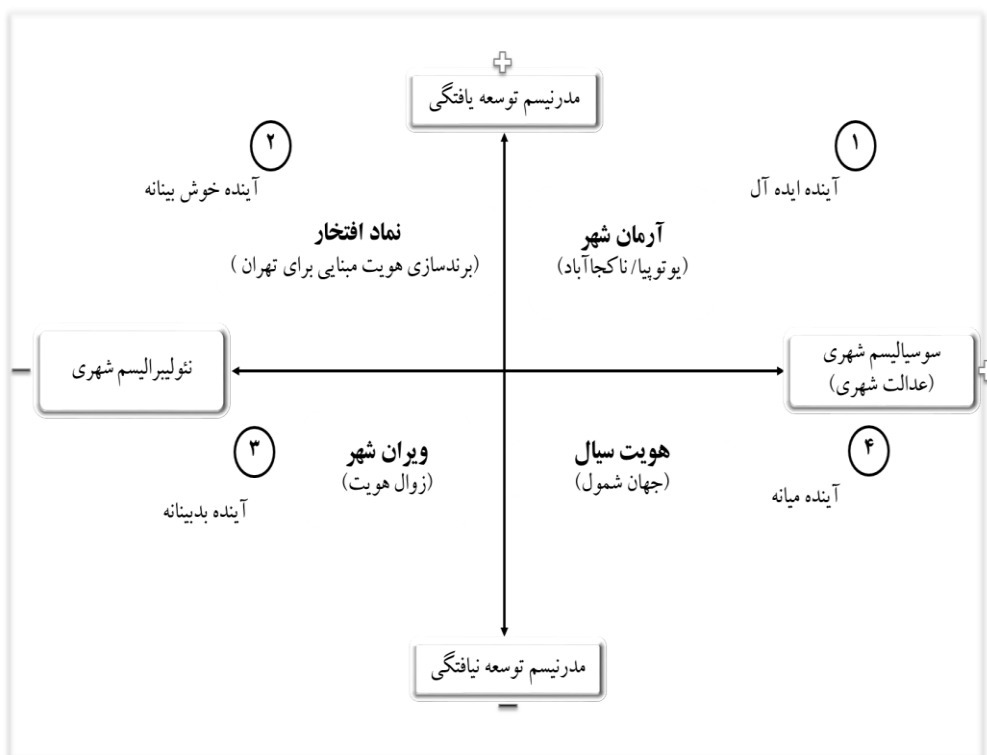 مدرنیسم توسعه یافتگی
۱
آینده ایده آل
۲
آینده خوش بینانه
آرمان شهر
(یوتوپیا/ناکجاآباد)
نماد افتخار
(برندسازی هویت مبنایی برای تهران )
سوسیالیسم شهری
(عدالت شهری)
نئولیبرالیسم شهری
۴
آینده میانه
هویت سیال
(جهان شمول)
ویران شهر
(زوال هویت)
۳
آینده بدبینانه
مدرنیسم توسعه نیافتگی